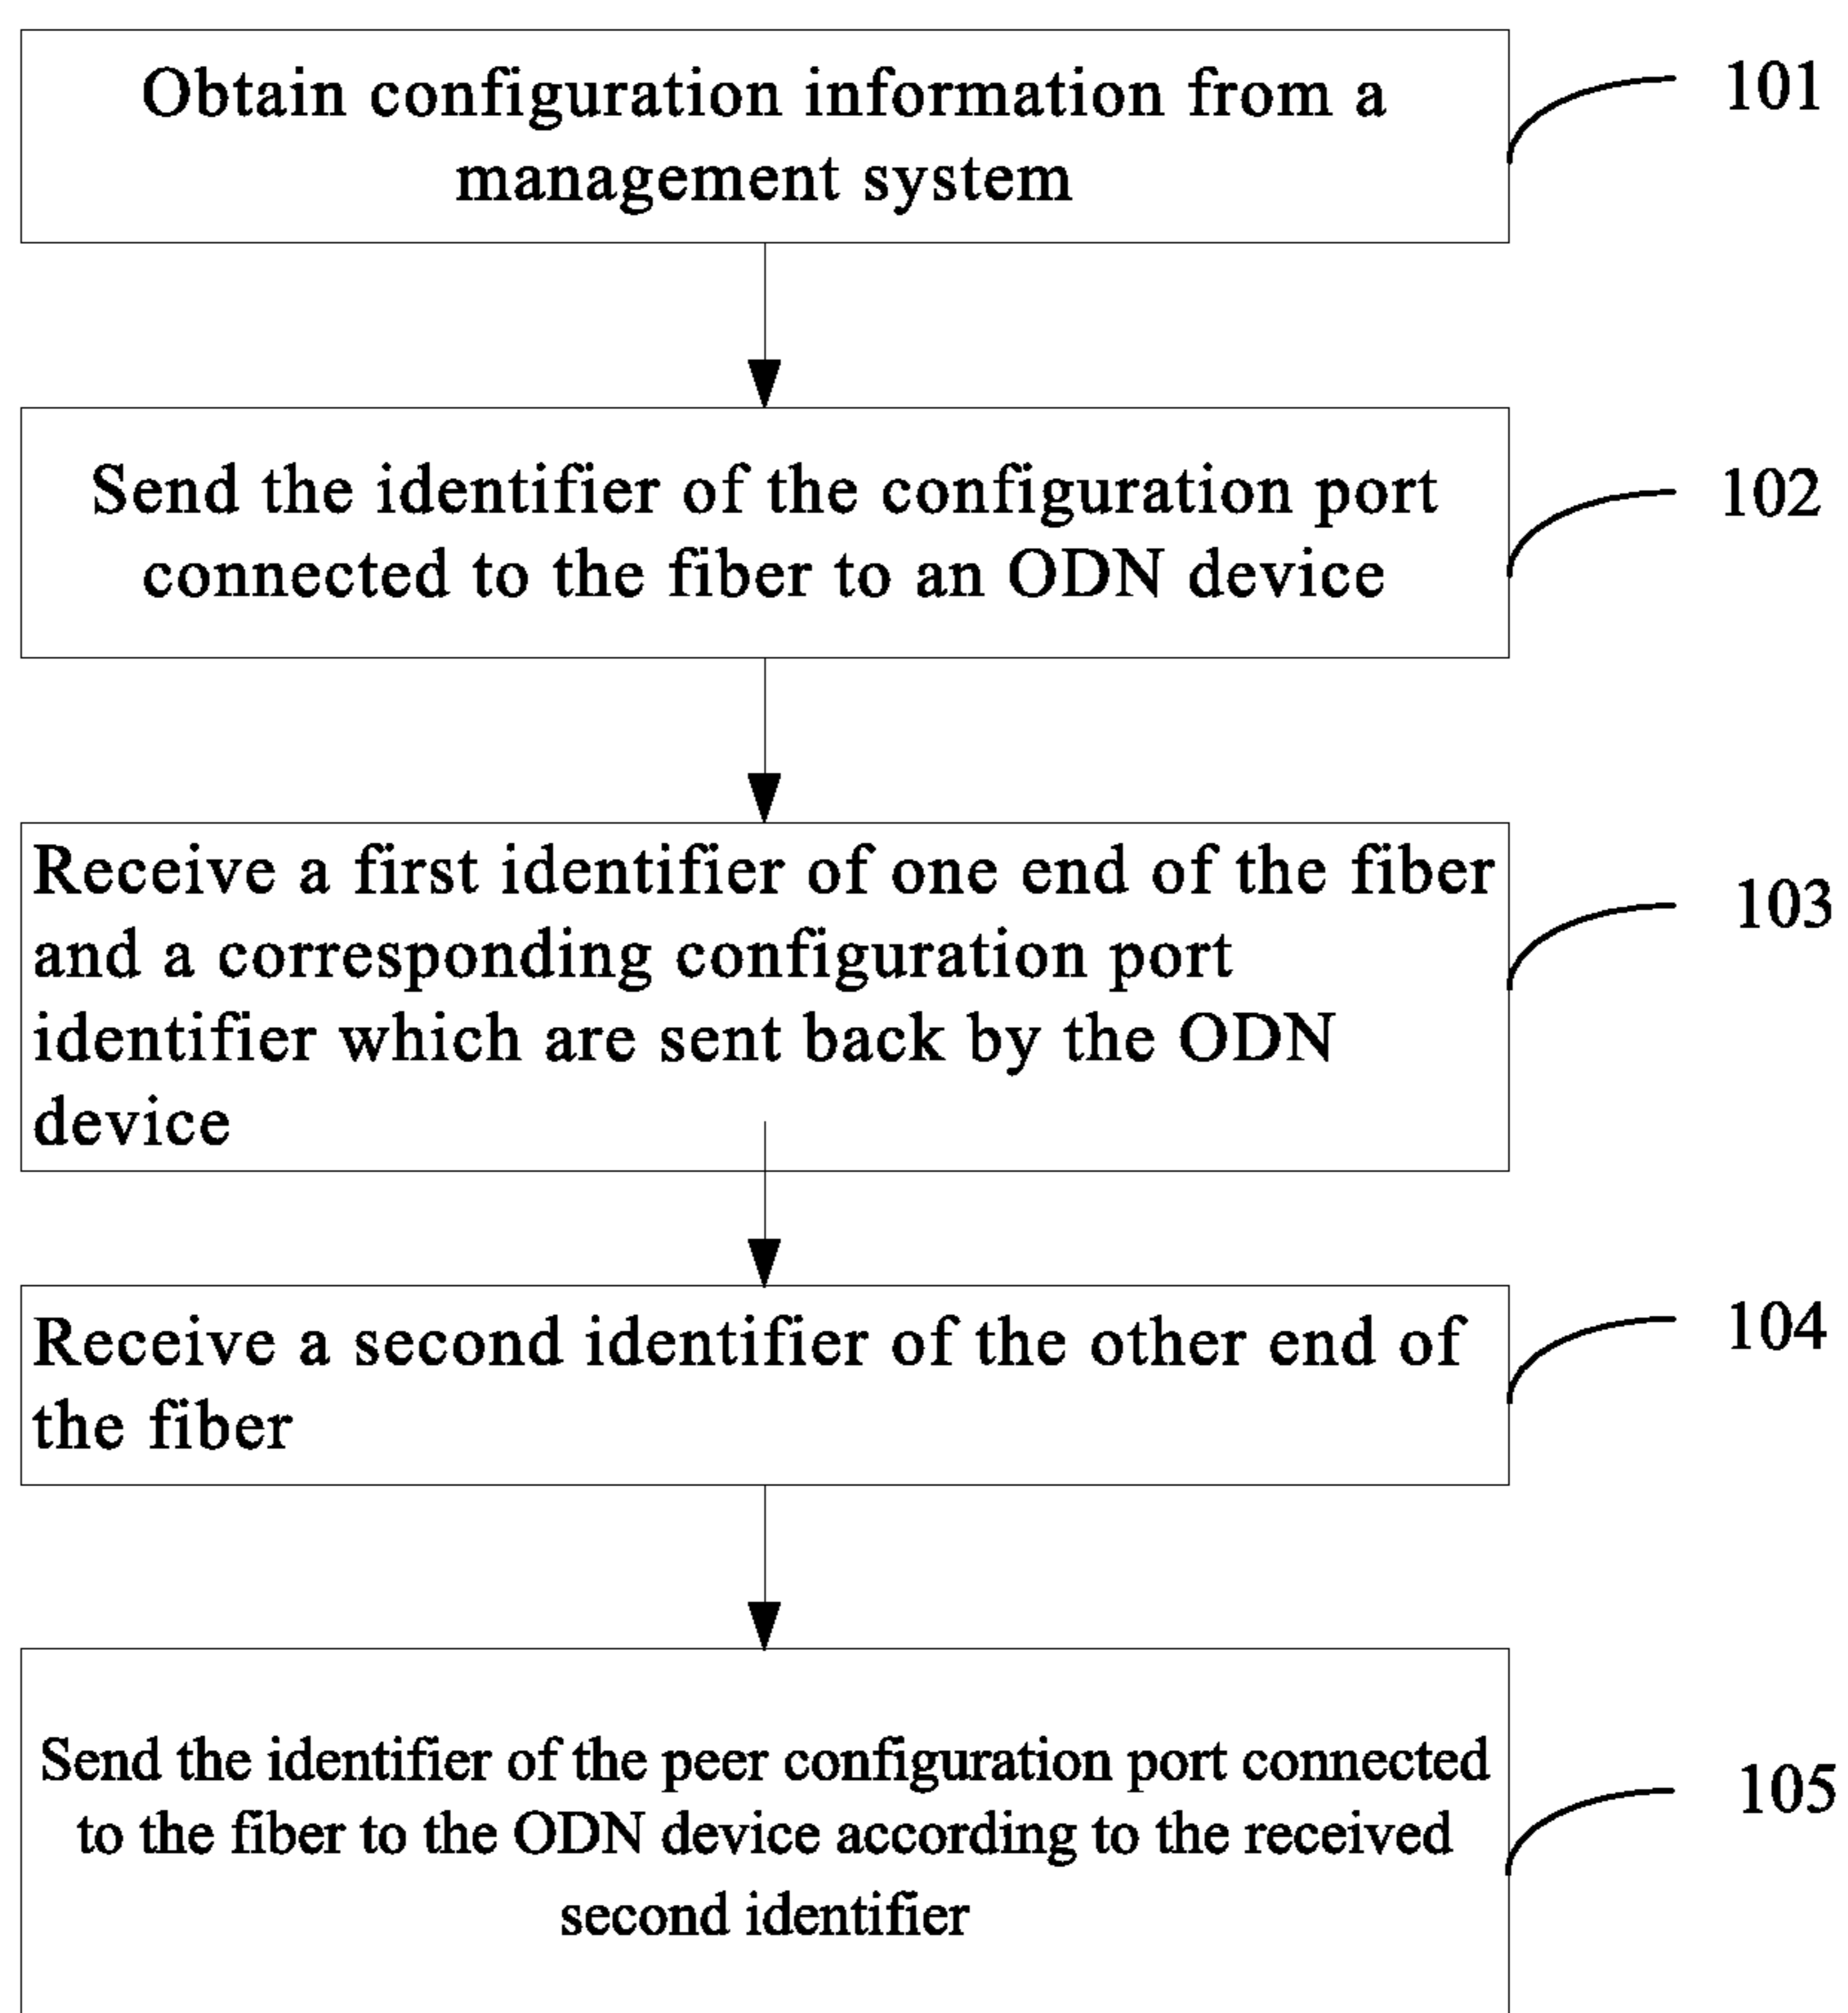 Obtain configuration information from a
management system
101
Send the identifier of the configuration port
connected to the fiber to an ODN device
102
Receive a first identifier of one end of the fiber
and a corresponding configuration port
identifier which are sent back by the ODN
device
103
Receive a second identifier of the other end of
the fiber
104
Send the identifier of the peer configuration port connected
to the fiber to the ODN device according to the received
second identifier
105